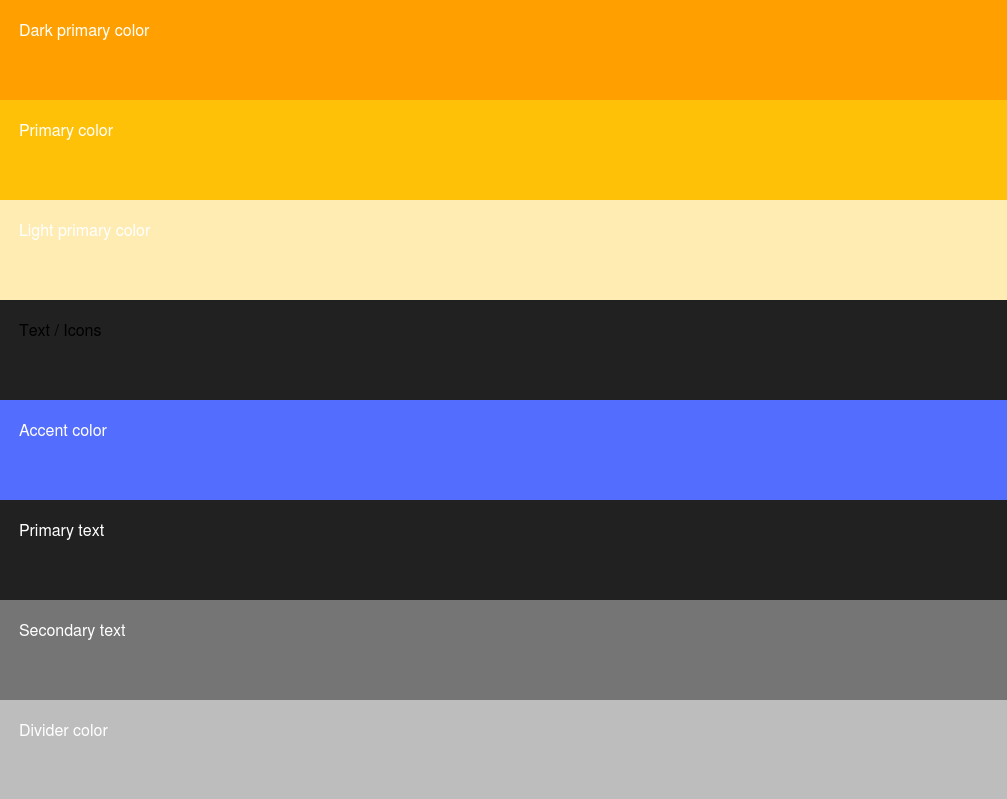 Dark primary color
Primary color
Light primary color
Text / Icons
Accent color
Primary text
Secondary text
Divider color